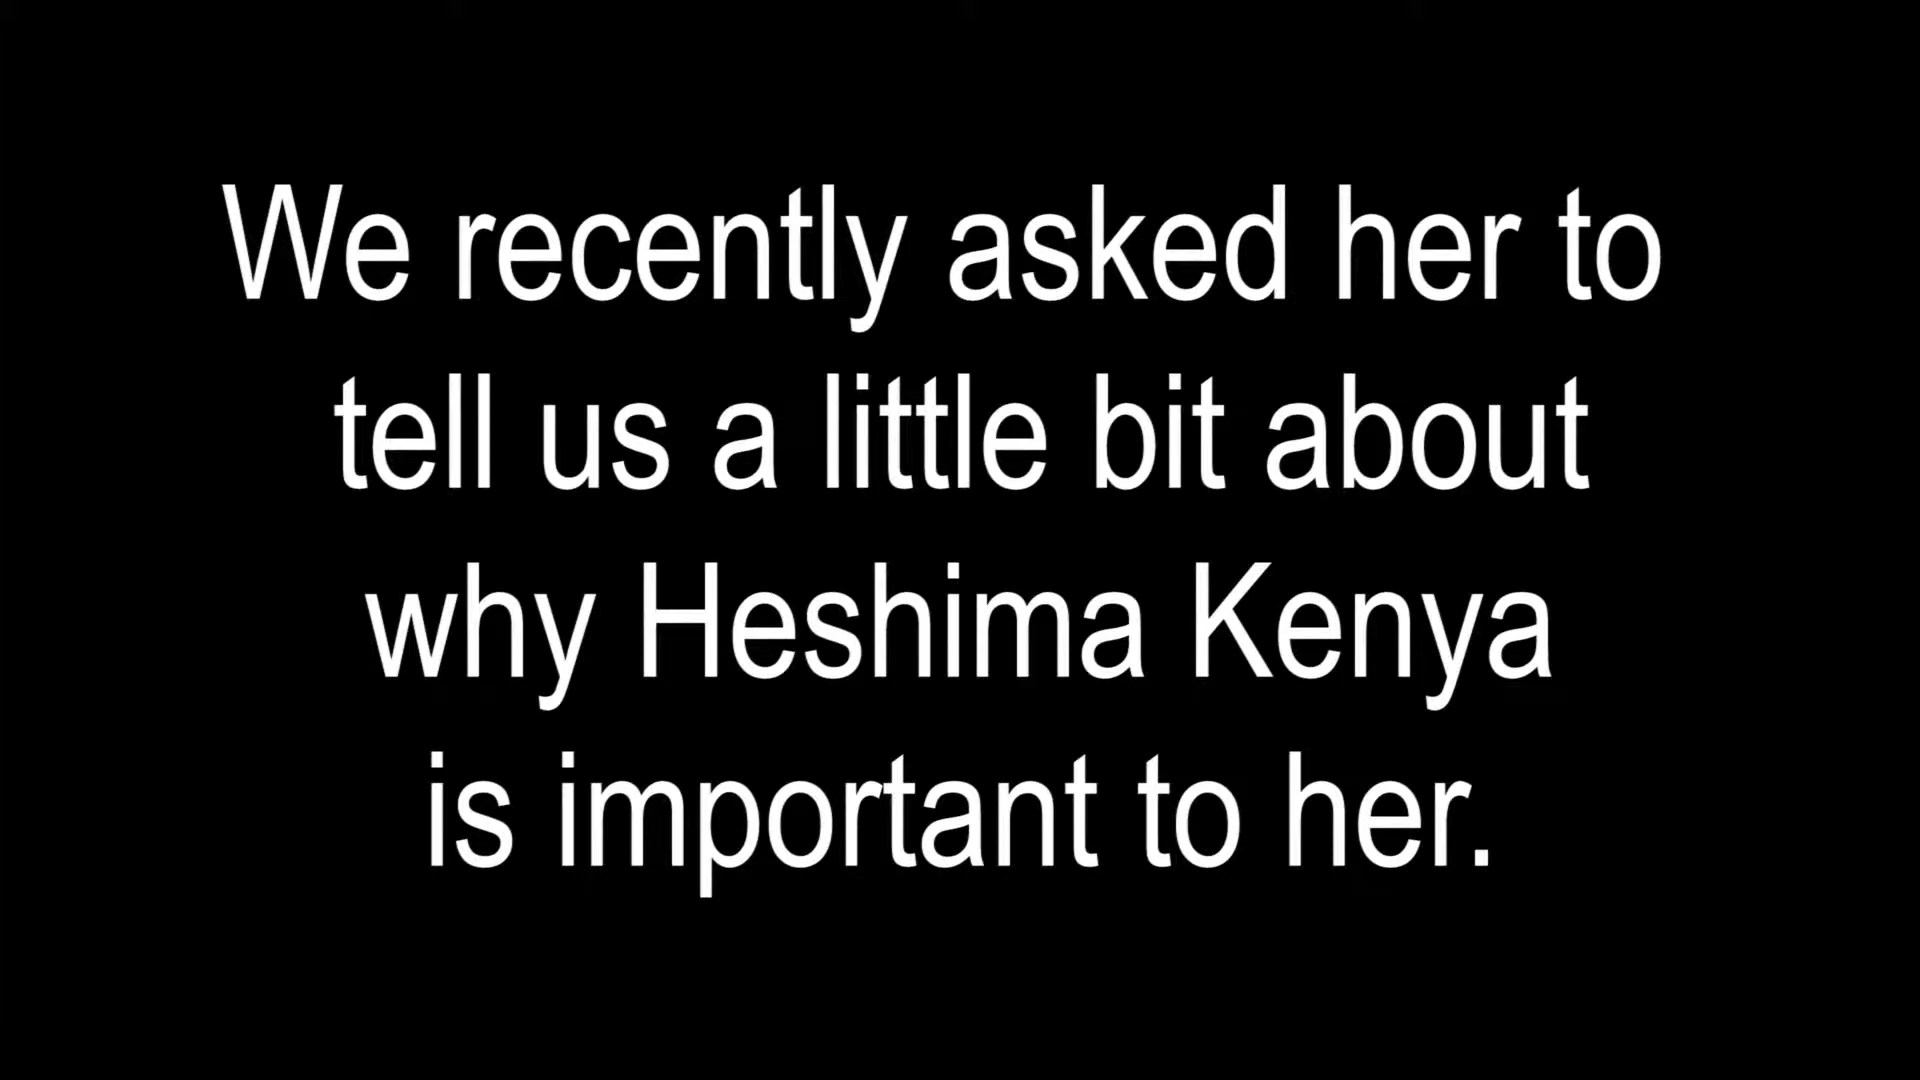 We recently asked her to
tell us a little bit about
why Heshima Kenya
is important to her.